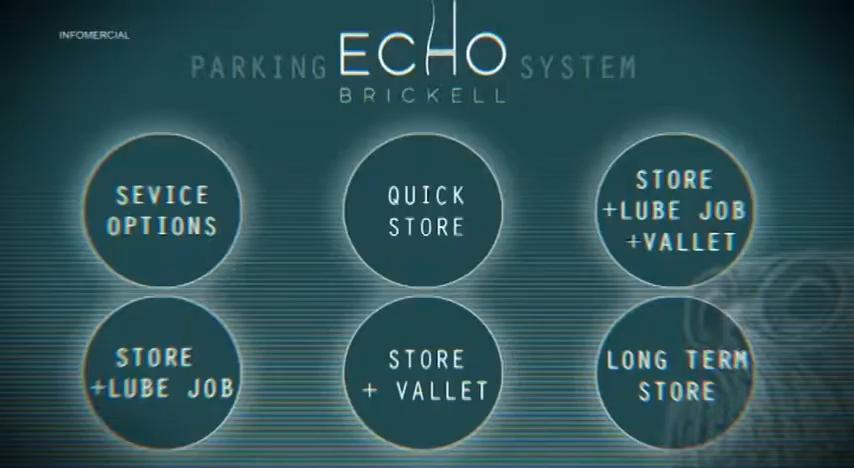 INFOMERCIAL
PARKING ECHO SYSTEM
BRICKELL
SEVICE
OPTIONS
QUICK
STORE
STORE
+LUBE JOB
+VALLET
STORE
+LUBE JOB
STORE
+ VALLET
LONG TERM
STORE